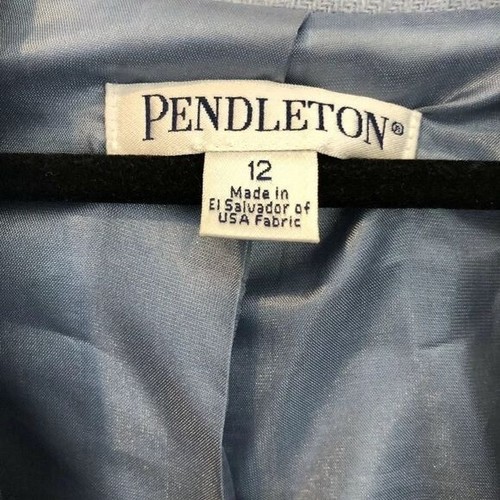 PENDLETON®
12
Made in
El Salvador of
USA Fabric